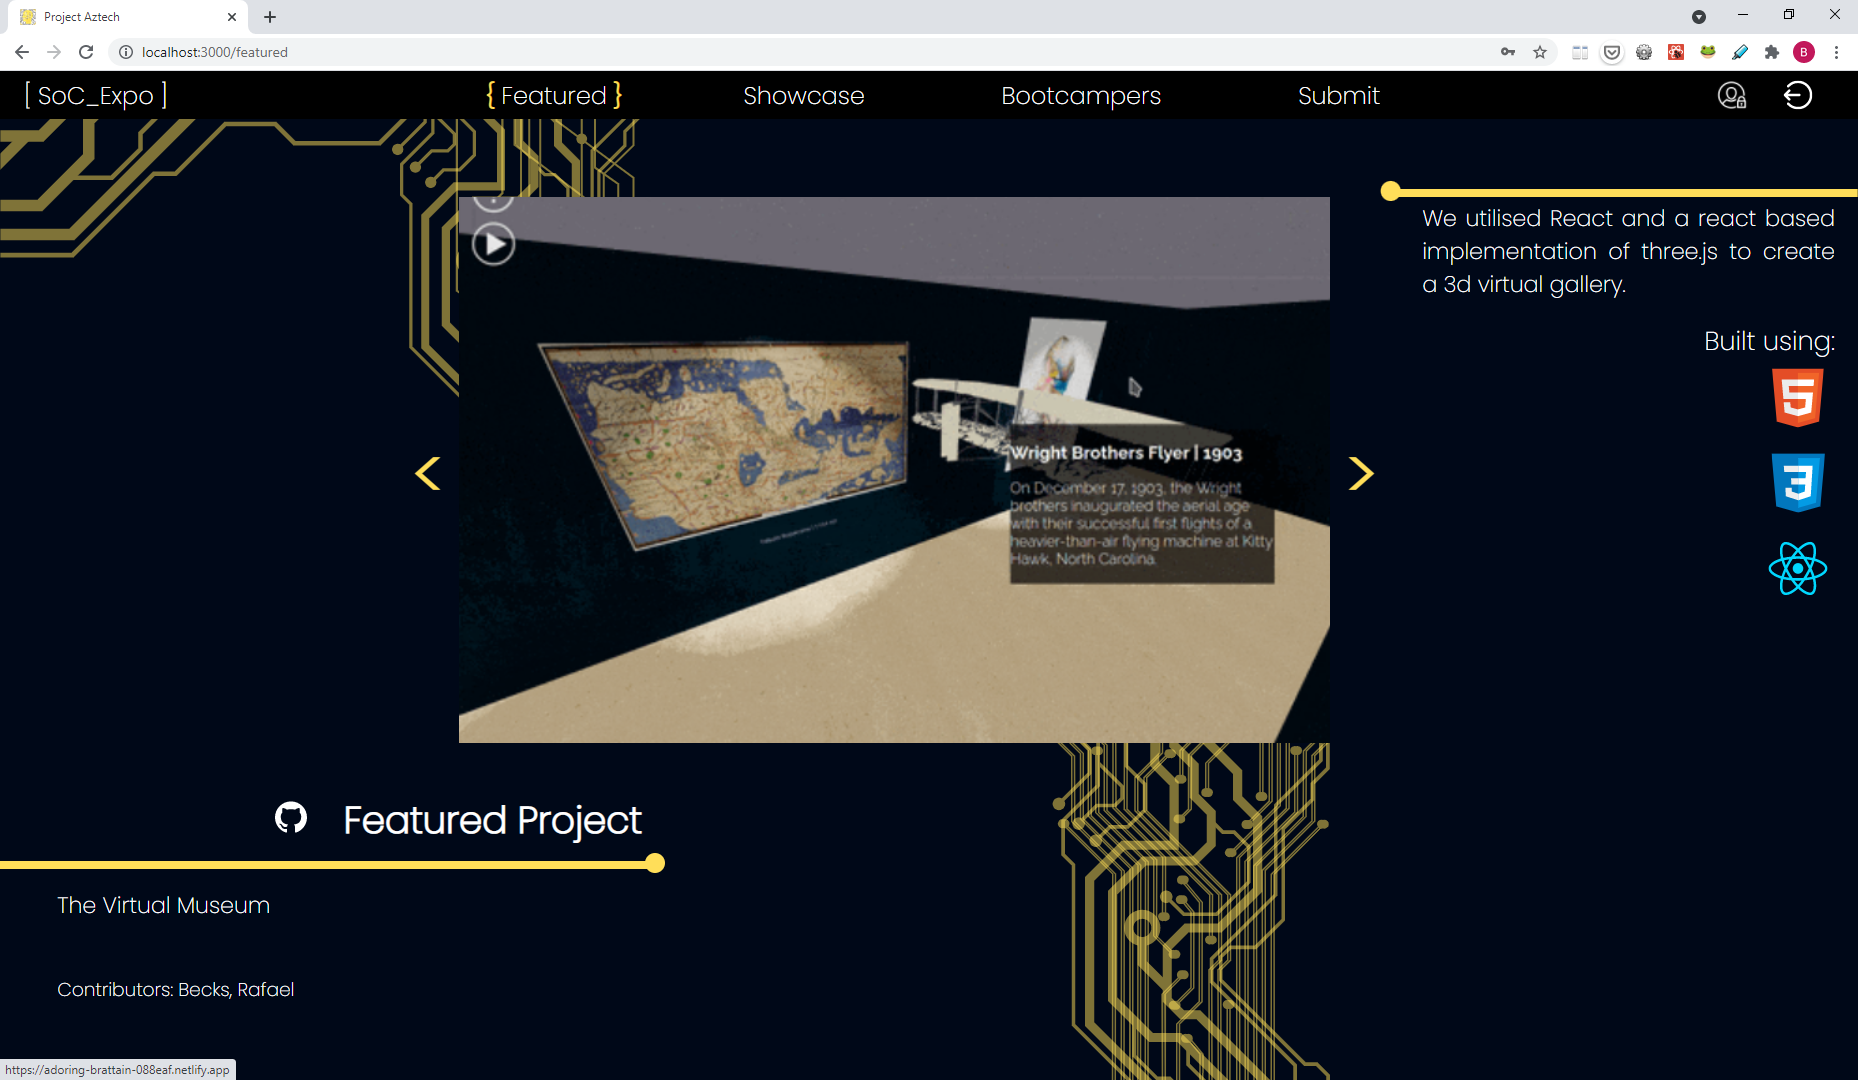 Project Aztech
localhost:3000/featured
B
[ SoC_Expo ]
{ Featured }
Showcase
Bootcampers
Submit
We utilised React and a react based
implementation of three.js to create
a 3d virtual gallery.
Built using:
5
3
Wright Brothers Flyer | 1903
On December 17, 1903, the Wright
brothers inaugurated the aerial age
with their successful first flights of a
heavier-than-air flying machine at Kitty
Hawk, North Carolina.
Featured Project
The Virtual Museum
Contributors: Becks, Rafael
https://adoring-brattain-088eaf.netlify.app